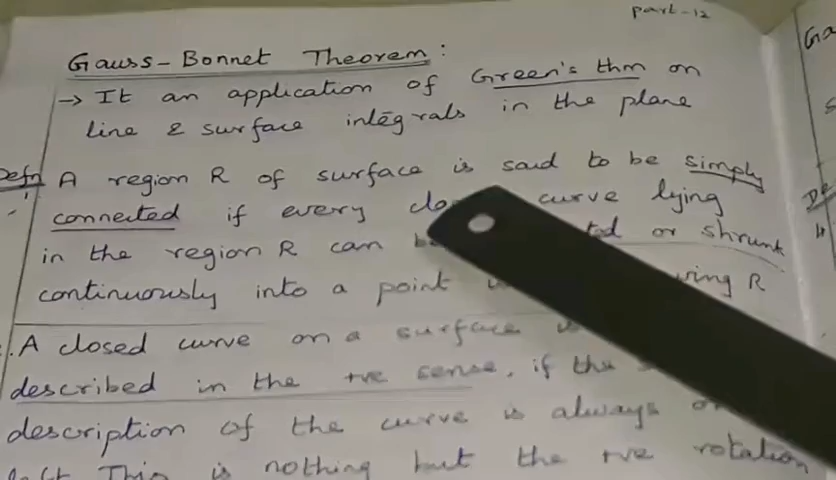 part-12
Gauss-Bonnet Theorem:
→ It an application of Green's thm on
line & surface integrals in the plane
Defn A region R of surface is said to be simply
connected if every curve lying
in the region R can or shrunk
continuously into a point R
A closed curve on a surface
described in the +ve sense, if the
description of the curve is always
This is nothing but the +ve rotation